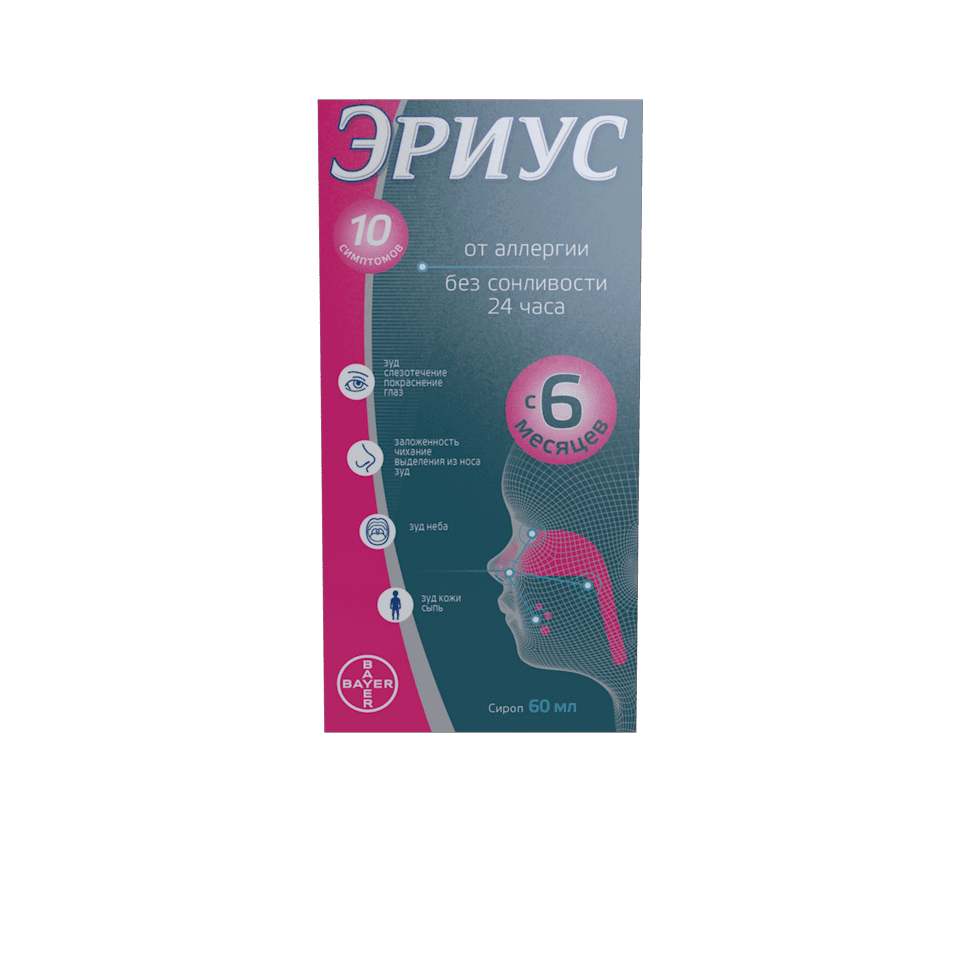 ЭРИУС
10
СИМПТОМОВ
от аллергии
без сонливости
24 часа
зуд
слезотечение
покраснение
глаз
с 6
месяцев
заложенность
чихание
выделения из носа
зуд
зуд неба
зуд кожи
сыпь
BAYER
BAYER
Сироп 60 мл